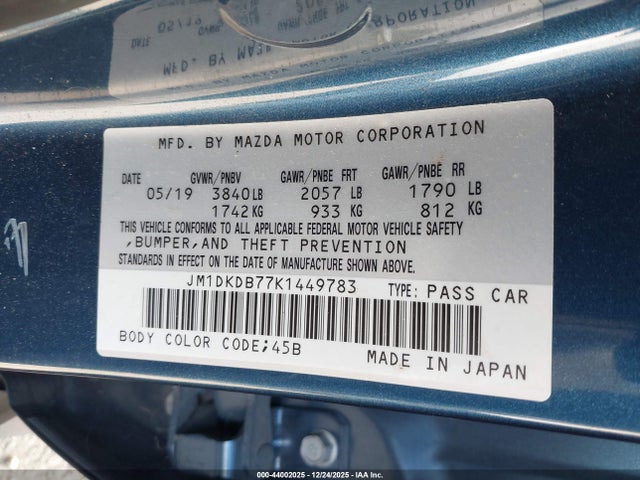 MFD. BY MAZDA MOTOR CORPORATION
DATE GVWR/PNBV GAWR/PNBE FRT GAWR/PNBE RR
05/19 3840LB 2057 LB 1790 LB
1742KG 933 KG 812 KG
THIS VEHICLE CONFORMS TO ALL APPLICABLE FEDERAL MOTOR VEHICLE SAFETY
,BUMPER,AND THEFT PREVENTION
STANDARDS IN EFFECT ON THE DATE OF MANUFACTURE SHOWN ABOVE.
JM1DKDB77K1449783 TYPE: PASS CAR
BODY COLOR CODE;45B
MADE IN JAPAN
000-44002025 - 12/24/2025 - IAA Inc.